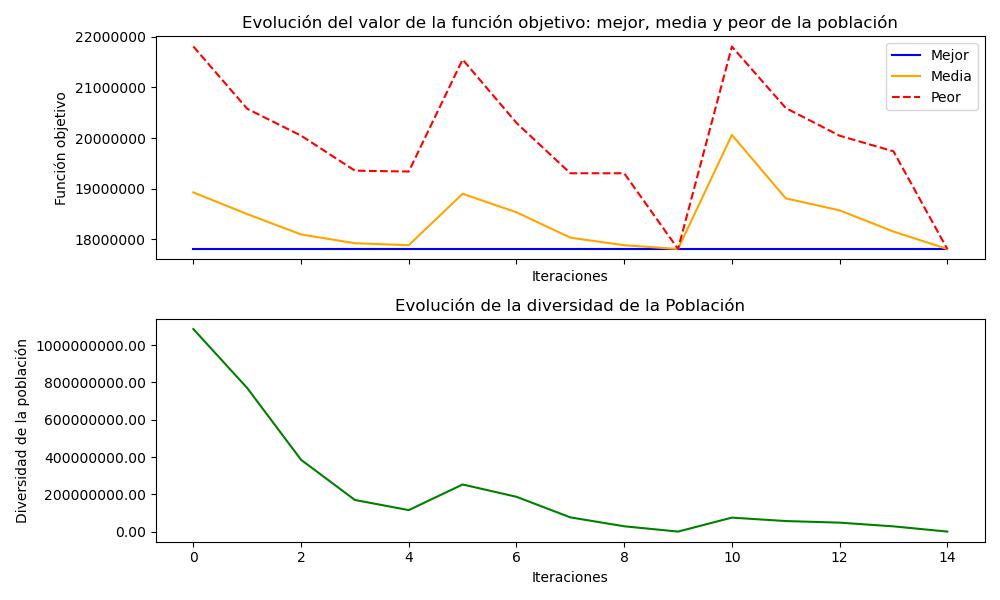 Evolución del valor de la función objetivo: mejor, media y peor de la población
22000000
21000000
20000000
19000000
18000000
Función objetivo
Mejor
Media
Peor
Iteraciones
Evolución de la diversidad de la Población
1000000000.00
800000000.00
600000000.00
400000000.00
200000000.00
0.00
Diversidad de la población
0 2 4 6 8 10 12 14
Iteraciones